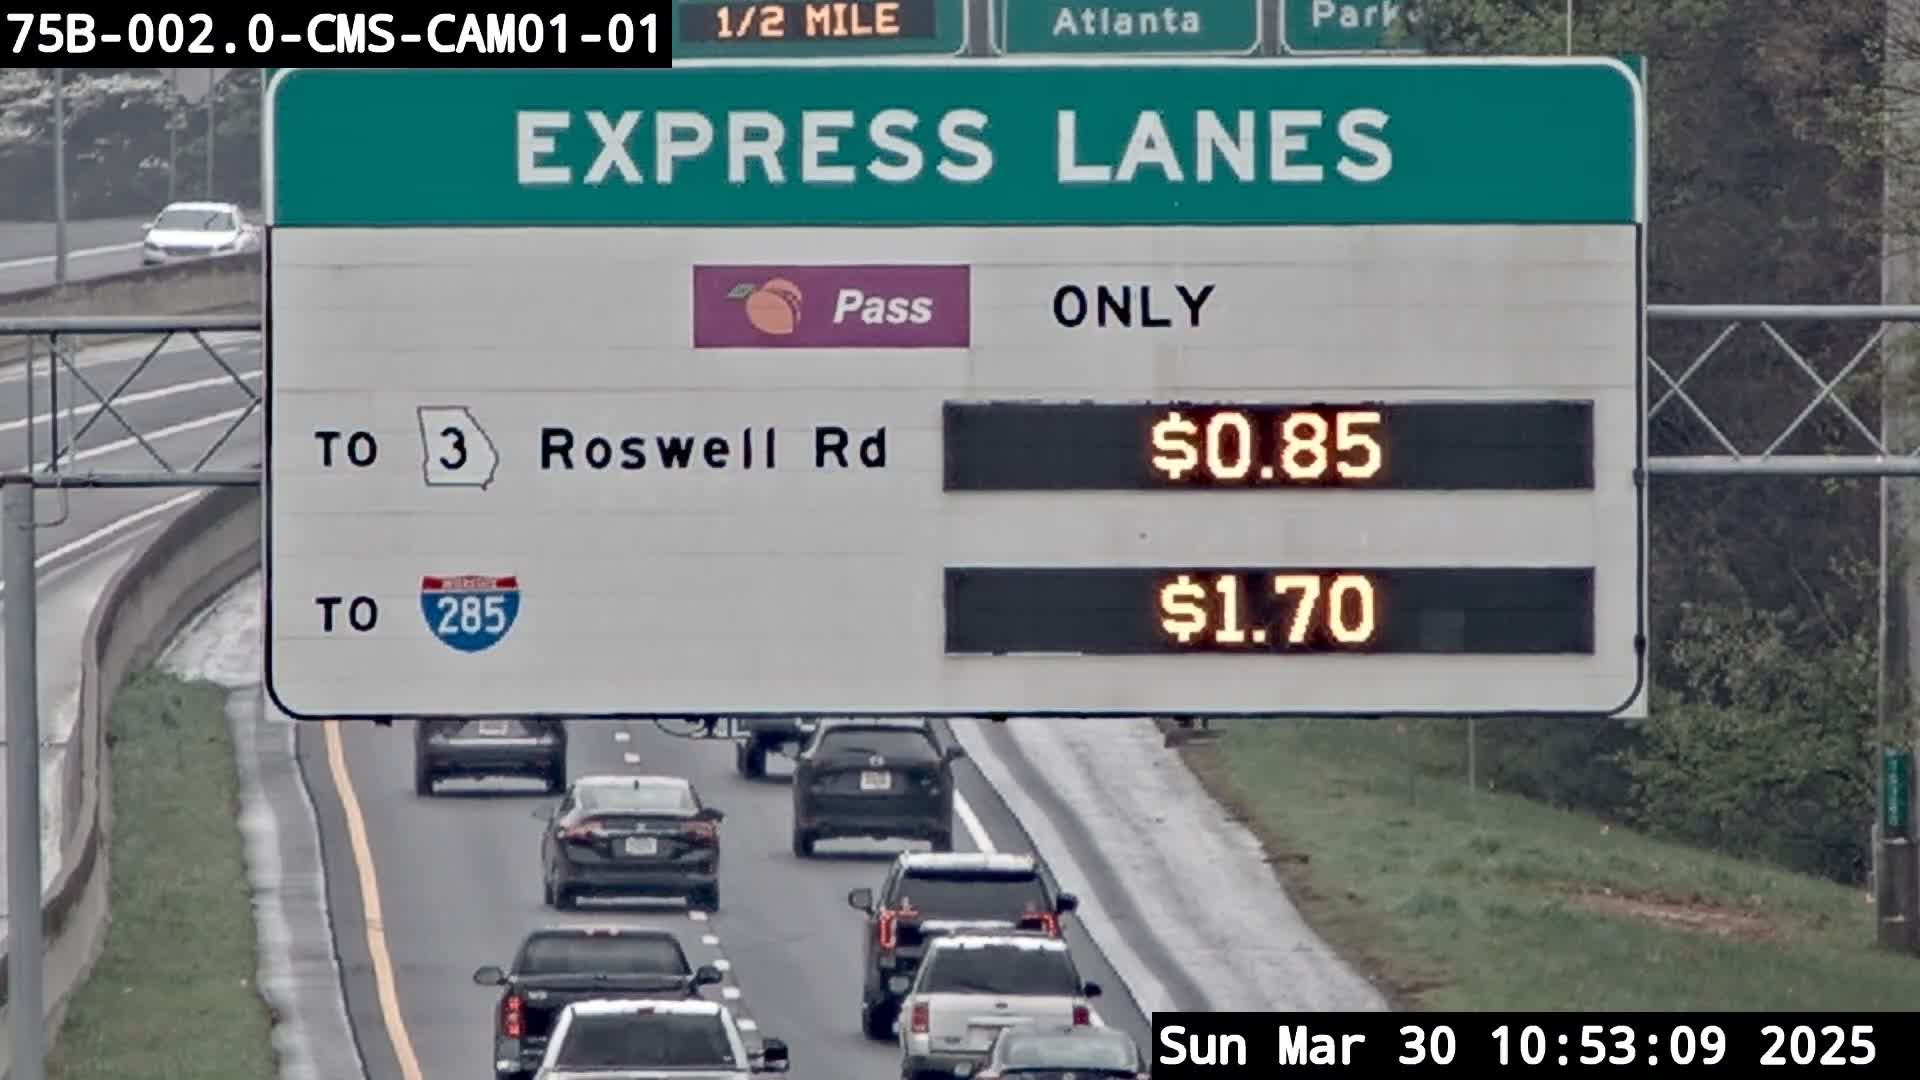 75B-002.0-CMS-CAM01-01
1/2 MILE
Atlanta
EXPRESS LANES
Pass ONLY
TO 3 Roswell Rd $0.85
TO 285 $1.70
Sun Mar 30 10:53:09 2025